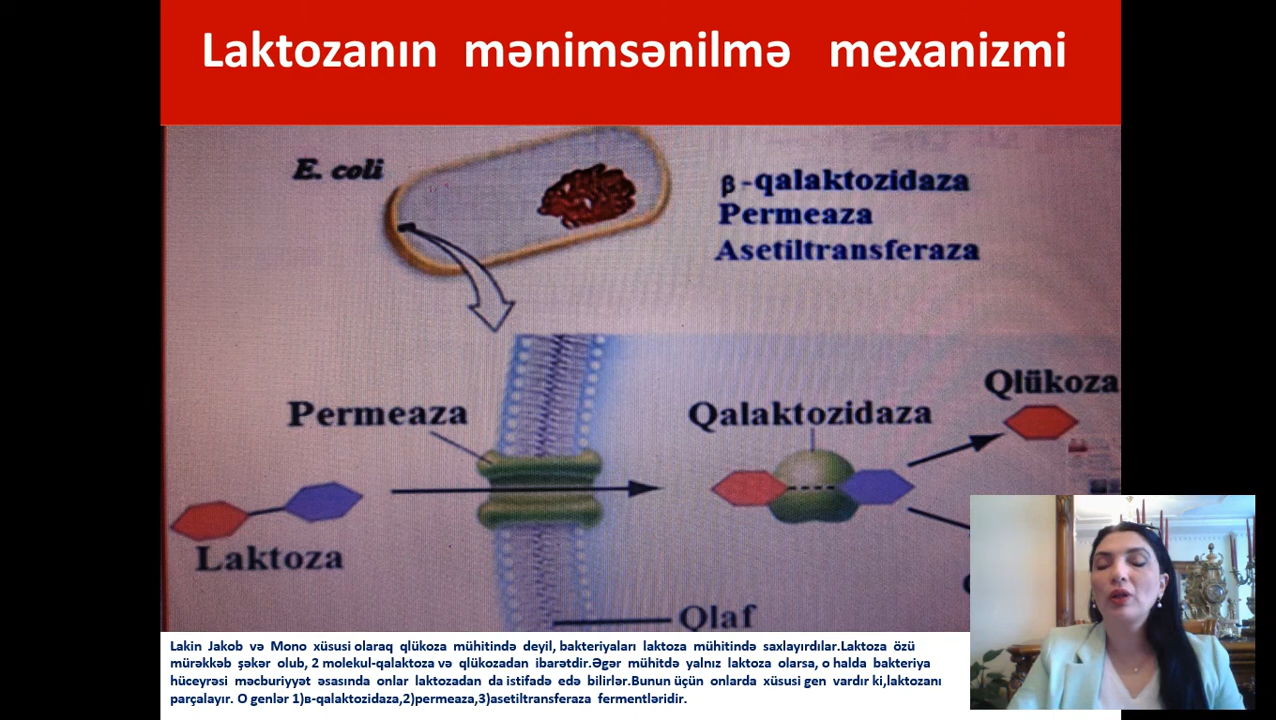 Laktozanın mənimsənilmə mexanizmi
E. coli
β-qalaktozidaza
Permeaza
Asetiltransferaza
Qlükoza
Permeaza
Qalaktozidaza
Laktoza
Qlaf
Lakin Jakob və Mono xüsusi olaraq qlükoza mühitində deyil, bakteriyaları laktoza mühitində saxlayırdılar.Laktoza özü
mürəkkəb şəkər olub, 2 molekul-qalaktoza və qlükozadan ibarətdir.Əgər mühitdə yalnız laktoza olarsa, o halda bakteriya
hüceyrəsi məcburiyyət əsasında onlar laktozadan da istifadə edə bilirlər.Bunun üçün onlarda xüsusi gen vardır ki,laktozanı
parçalayır. O genlər 1)в-qalaktozidaza,2)permeaza,3)asetiltransferaza fermentləridir.